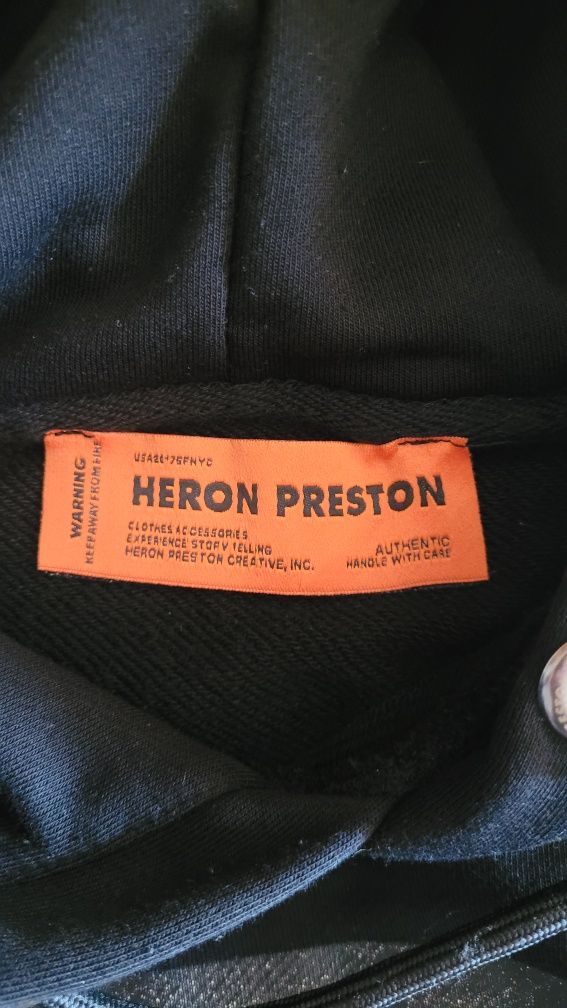 WARNING
KEEP AWAY FROM FIRE
HERON PRESTON
CLOTHES ACCESSORIES
EXPERIENCE STORY TELLING
HERON PRESTON CREATIVE, INC.
AUTHENTIC
HANDLE WITH CARE